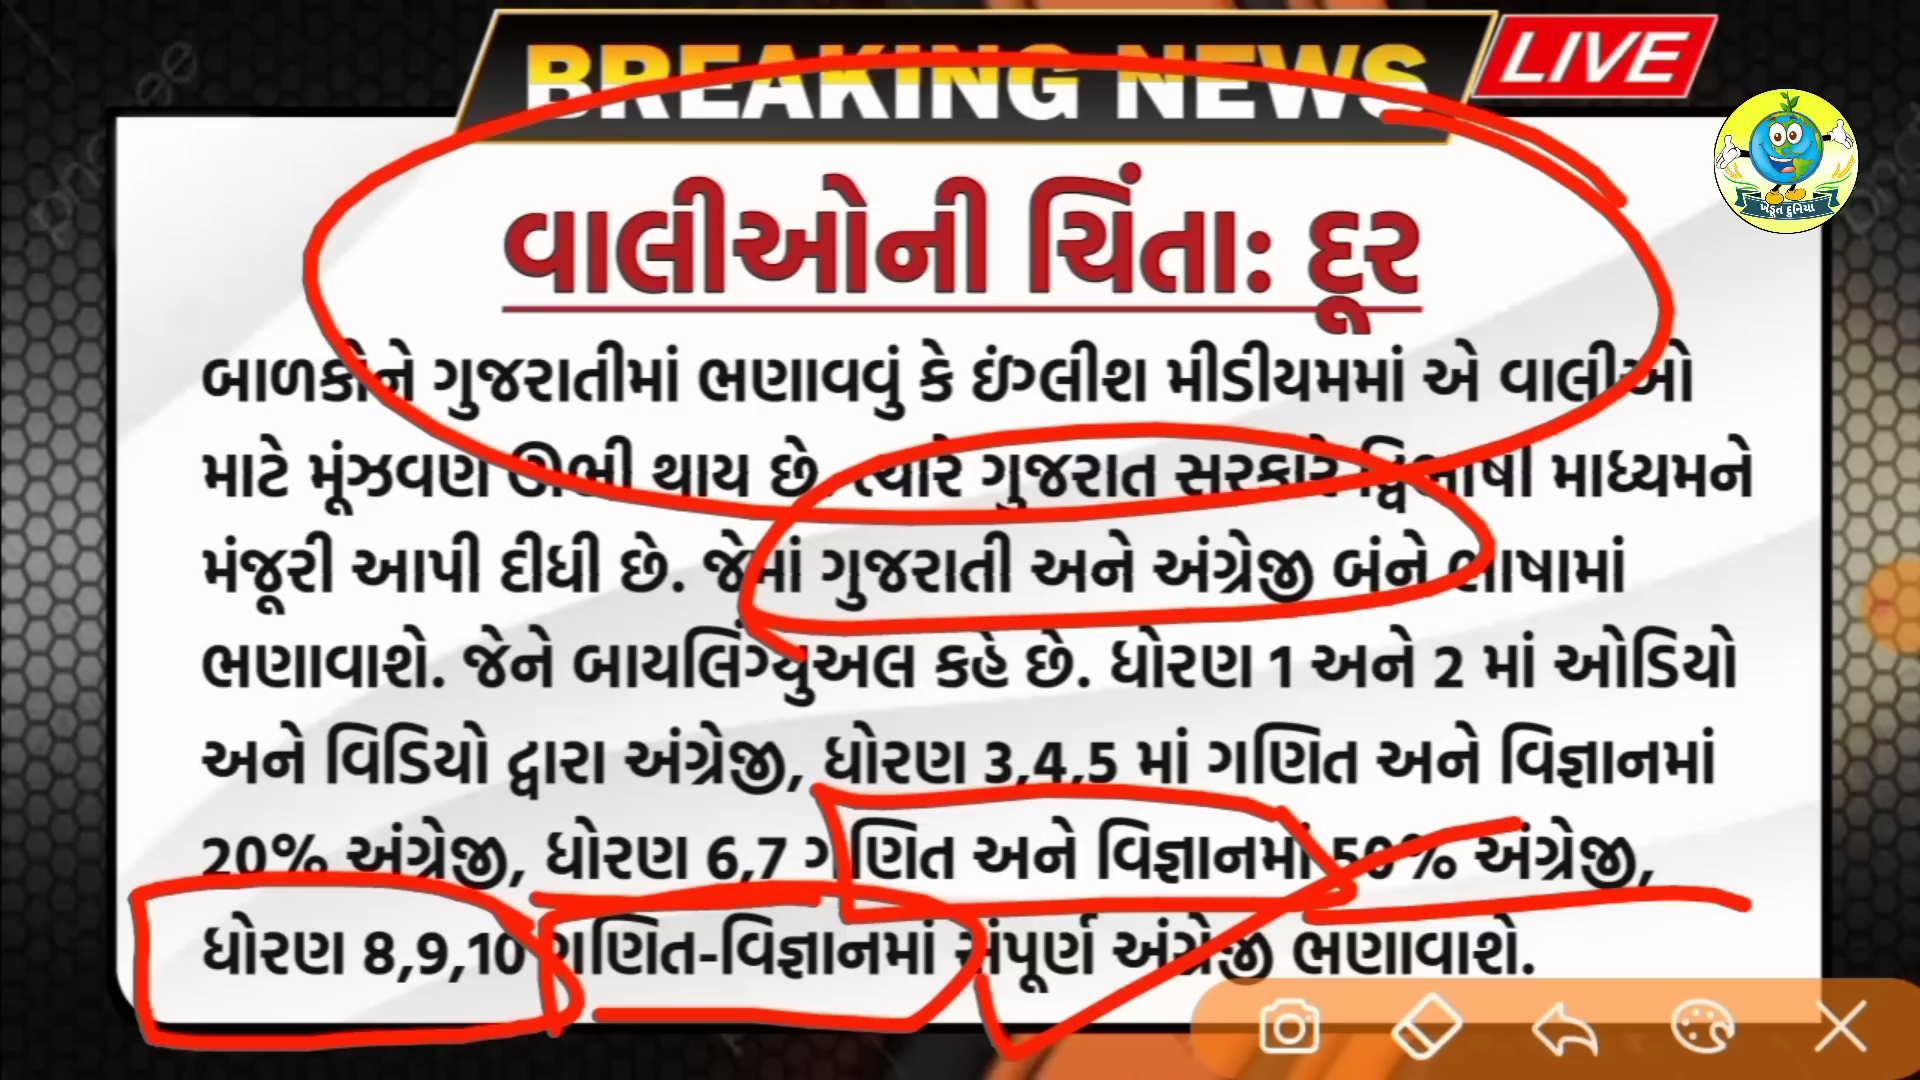 BREAKING NEWS
LIVE
ખેડૂત દુનિયા
વાલીઓની ચિંતા: દૂર
બાળકોને ગુજરાતીમાં ભણાવવું કે ઇંગ્લીશ મીડીયમમાં એ વાલીઓ
માટે મૂંઝવણ ઊભી થાય છે. ત્યારે ગુજરાત સરકારે દ્વિભાષી માધ્યમને
મંજૂરી આપી દીધી છે. જેમાં ગુજરાતી અને અંગ્રેજી બંને ભાષામાં
ભણાવાશે. જેને બાયલિંગ્યુઅલ કહે છે. ધોરણ 1 અને 2 માં ઓડિયો
અને વિડિયો દ્વારા અંગ્રેજી, ધોરણ 3,4,5 માં ગણિત અને વિજ્ઞાનમાં
20% અંગ્રેજી, ધોરણ 6,7 ગણિત અને વિજ્ઞાનમાં 50% અંગ્રેજી,
ધોરણ 8,9,10 ગણિત-વિજ્ઞાનમાં સંપૂર્ણ અંગ્રેજી ભણાવાશે.